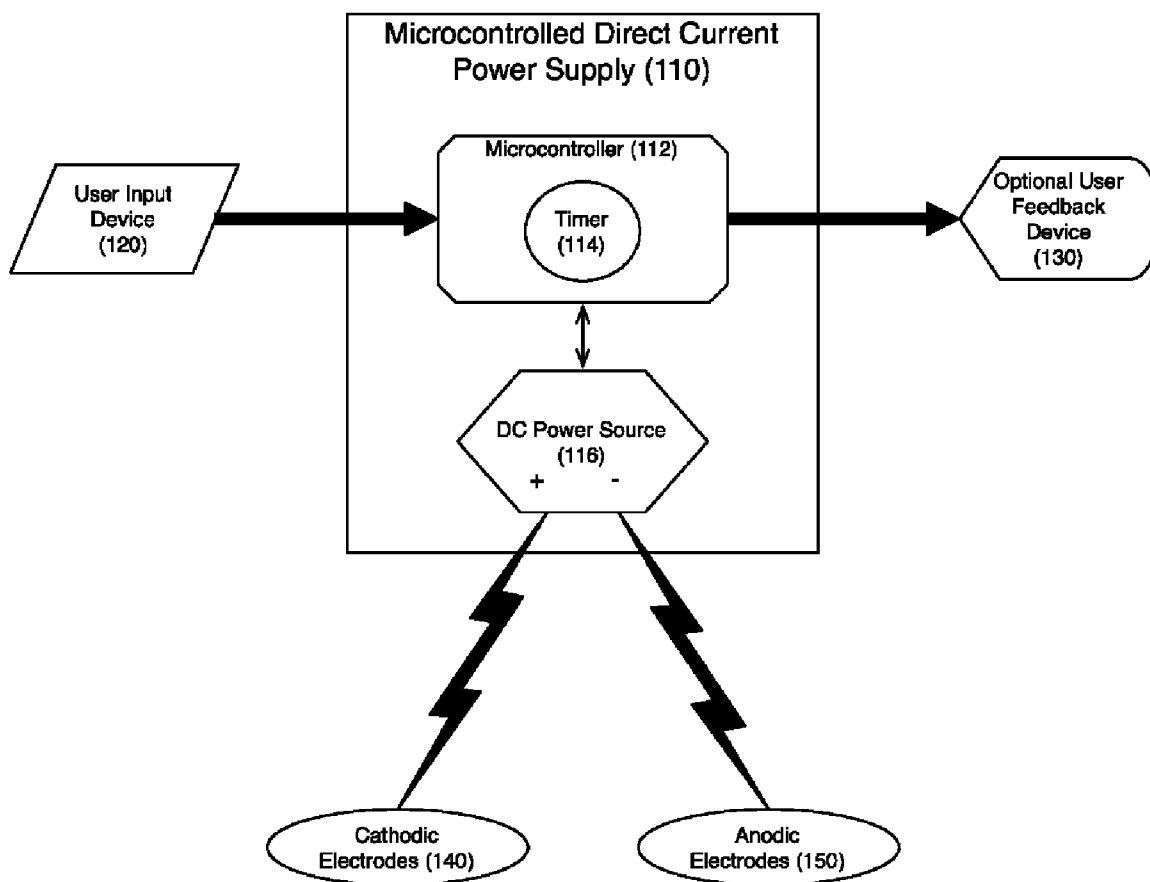 Microcontrolled Direct Current
Power Supply (110)
Microcontroller (112)
Timer
(114)
User Input
Device
(120)
Optional User
Feedback
Device
(130)
DC Power Source
(116)
+ -
Cathodic
Electrodes (140)
Anodic
Electrodes (150)